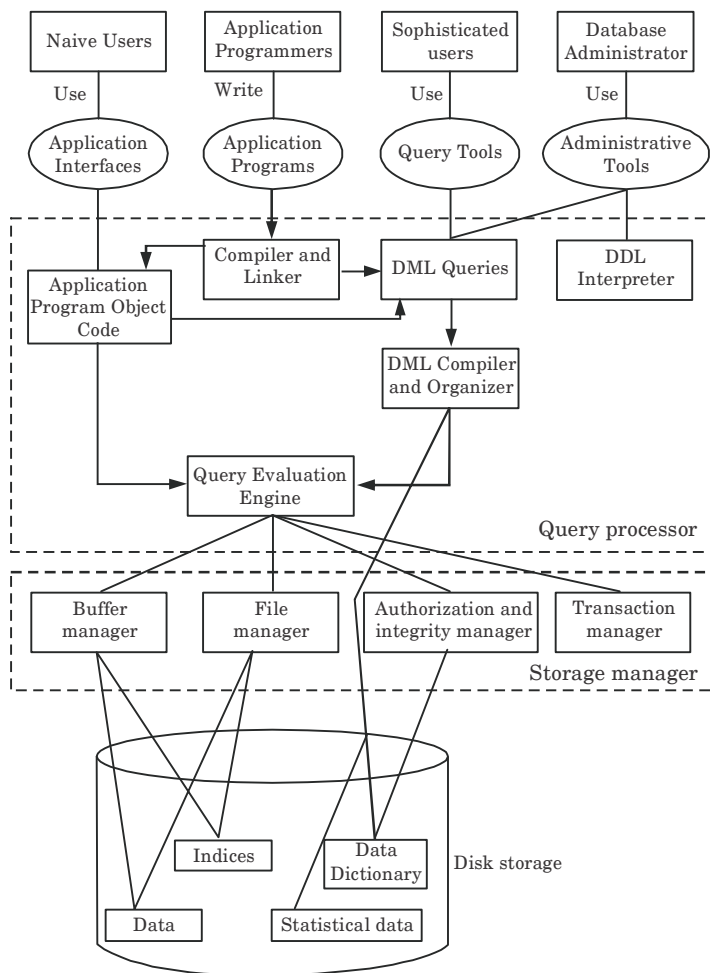 Naive Users
Application
Programmers
Sophisticated
users
Database
Administrator
Use
Write
Use
Use
Application
Interfaces
Application
Programs
Query Tools
Administrative
Tools
Compiler and
Linker
DML Queries
DDL
Interpreter
Application
Program Object
Code
DML Compiler
and Organizer
Query Evaluation
Engine
Query processor
Buffer
manager
File
manager
Authorization and
integrity manager
Transaction
manager
Storage manager
Indices
Data
Dictionary
Disk storage
Data
Statistical data